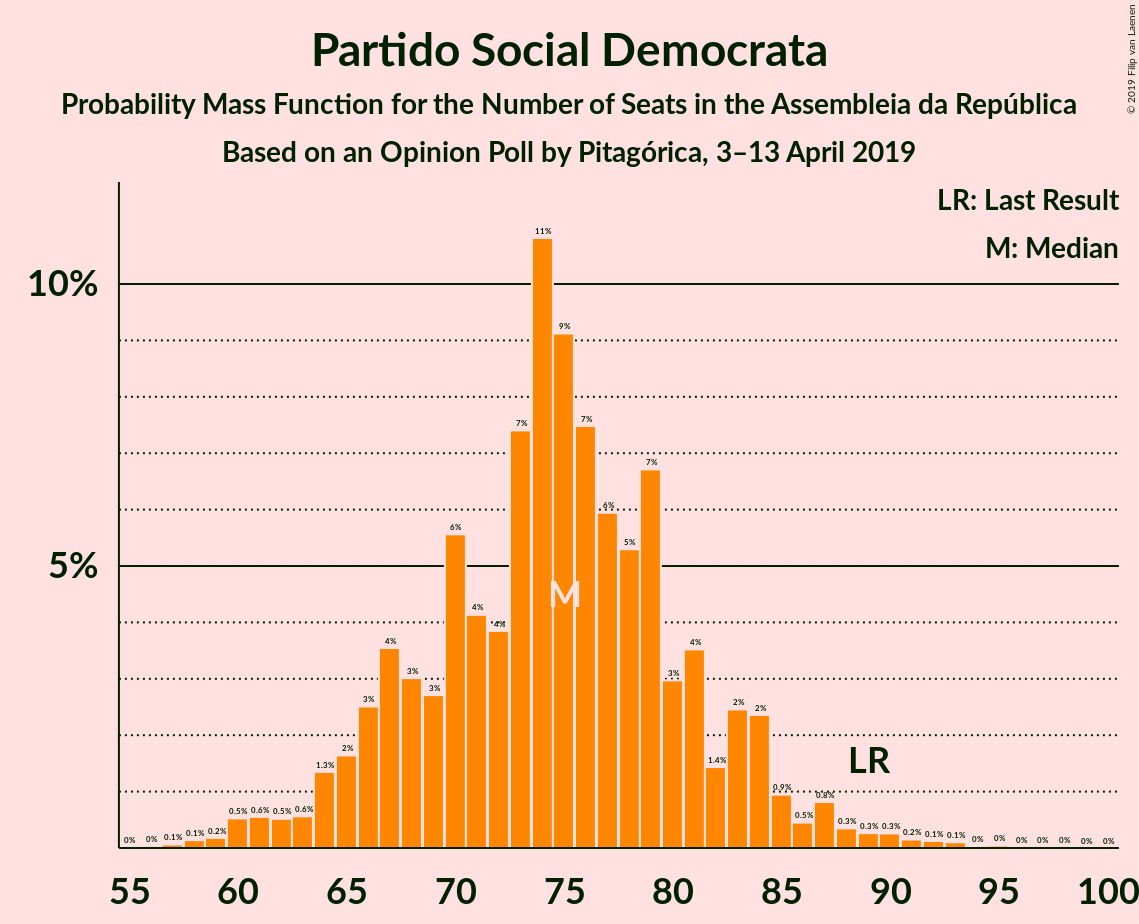 Partido Social Democrata
Probability Mass Function for the Number of Seats in the Assembleia da República
Based on an Opinion Poll by Pitagórica, 3–13 April 2019
© 2019 Filip van Laenen
LR: Last Result
M: Median
10%
5%
0% 0% 0.1% 0.1% 0.2% 0.5% 0.6% 0.5% 0.6% 1.3% 2% 3% 4% 3% 3% 6% 4% 4% 7% 11% 9% 7% 6% 5% 7% 3% 4% 1.4% 2% 2% 0.9% 0.5% 0.8% 0.3% 0.3% 0.3% 0.2% 0.1% 0.1% 0% 0% 0% 0% 0% 0% 0%
M
LR
55 60 65 70 75 80 85 90 95 100